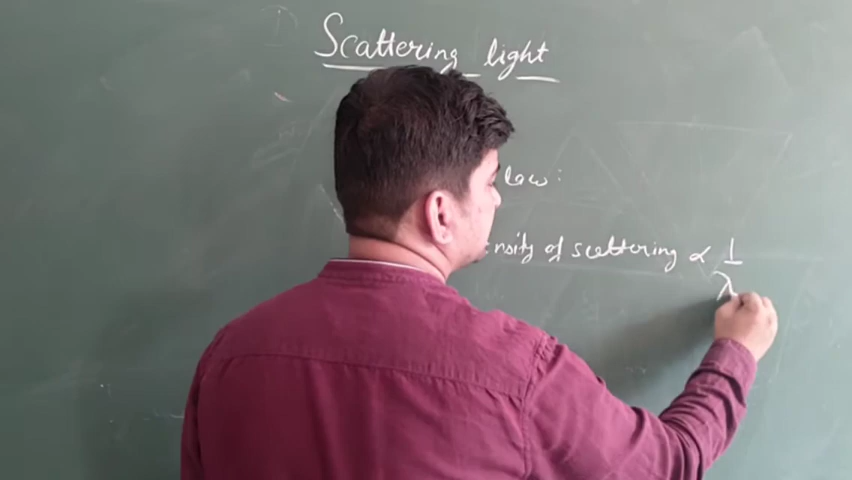 Scattering light
law:
nsity of scattering ∝ 1
λ